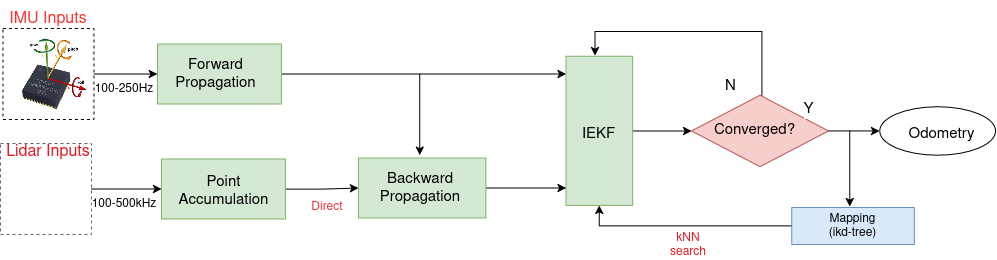 IMU Inputs
100-250Hz
Forward
Propagation
Lidar Inputs
100-500kHz
Point
Accumulation
Direct
Backward
Propagation
IEKF
N
Converged?
Y
Odometry
Mapping
(ikd-tree)
kNN
search